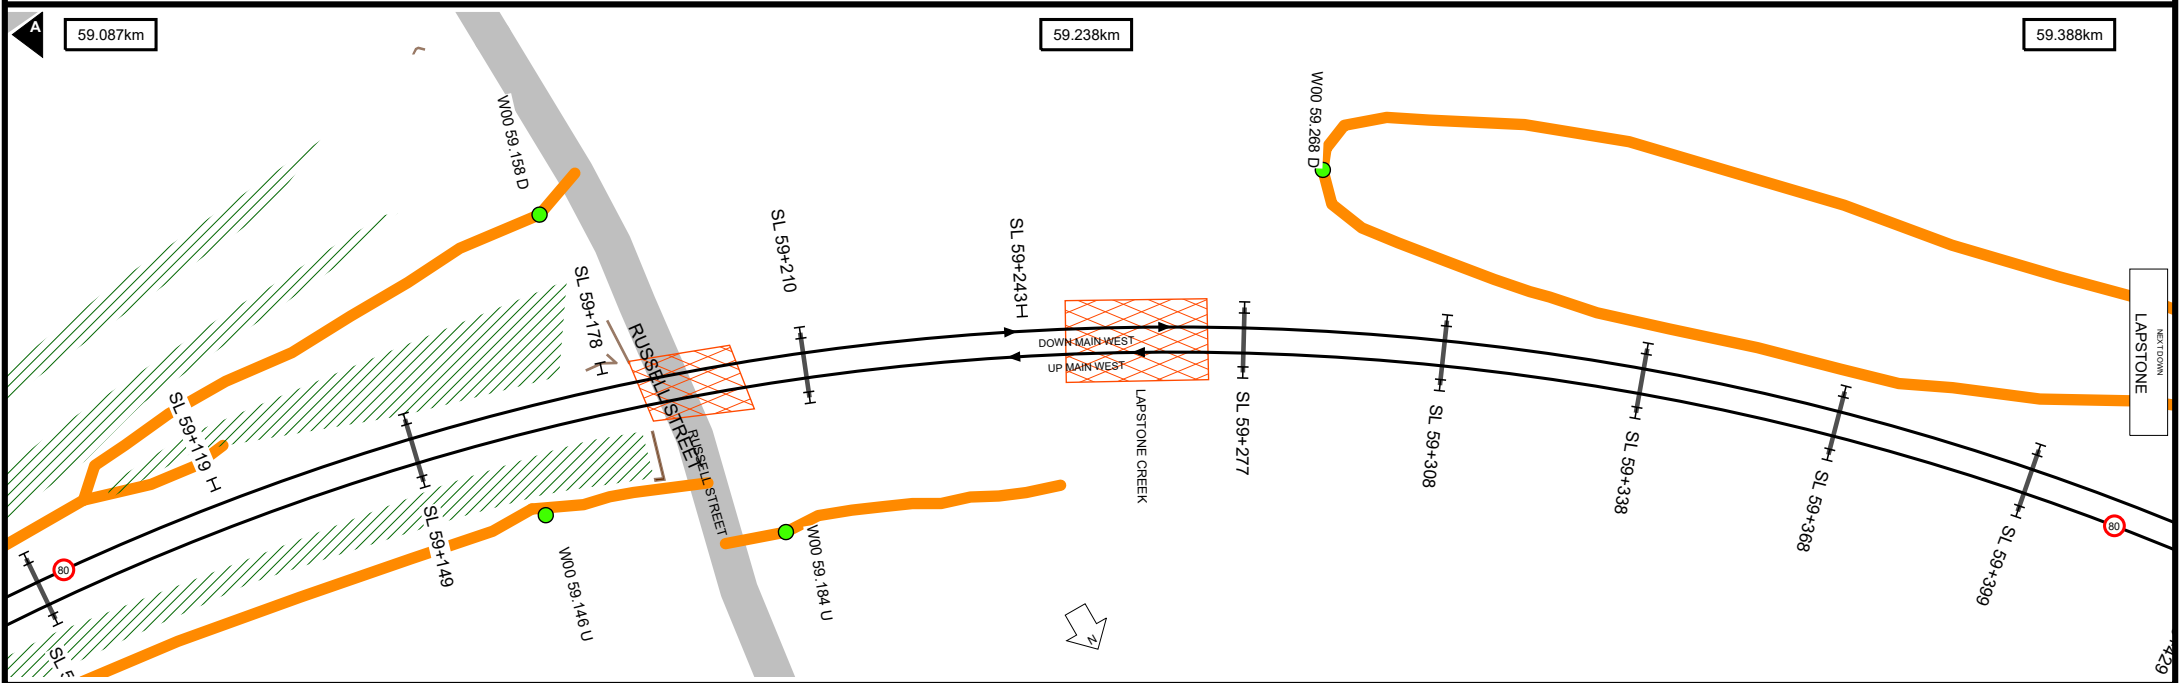 A
59.087km
59.238km
59.388km
W00 59.158 D
W00 59.268 D
SL 59+210
SL 59+243
SL 59+178
RUSSELL STREET
DOWN MAIN WEST
UP MAIN WEST
NEXT DOWN
LAPSTONE
SL 59+119
RUSSELL STREET
LAPSTONE CREEK
SL 59+277
SL 59+308
SL 59+338
SL 59+368
SL 59+399
SL 59+149
80
80
W00 59.146 U
W00 59.184 U
N
SL 5
429